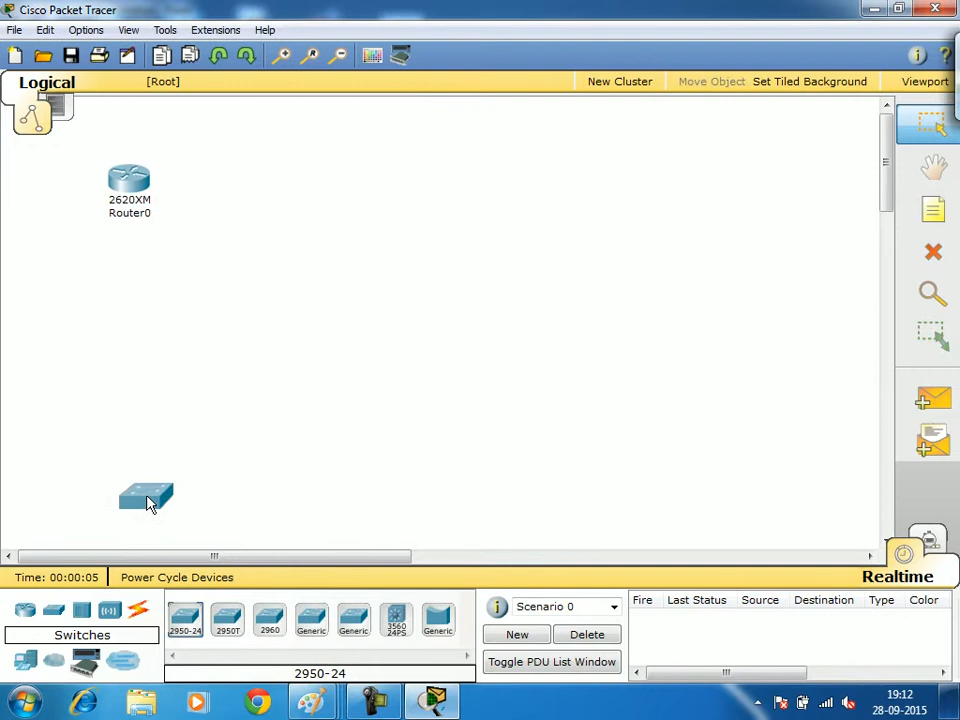 Cisco Packet Tracer
File Edit Options View Tools Extensions Help
Logical [Root] New Cluster Move Object Set Tiled Background Viewport
2620XM
Router0
Time: 00:00:05 Power Cycle Devices Realtime
Switches
2950-24 2950T 2960 Generic Generic 3560 24PS Generic
2950-24
Scenario 0
New Delete
Toggle PDU List Window
Fire Last Status Source Destination Type Color
19:12
28-09-2015